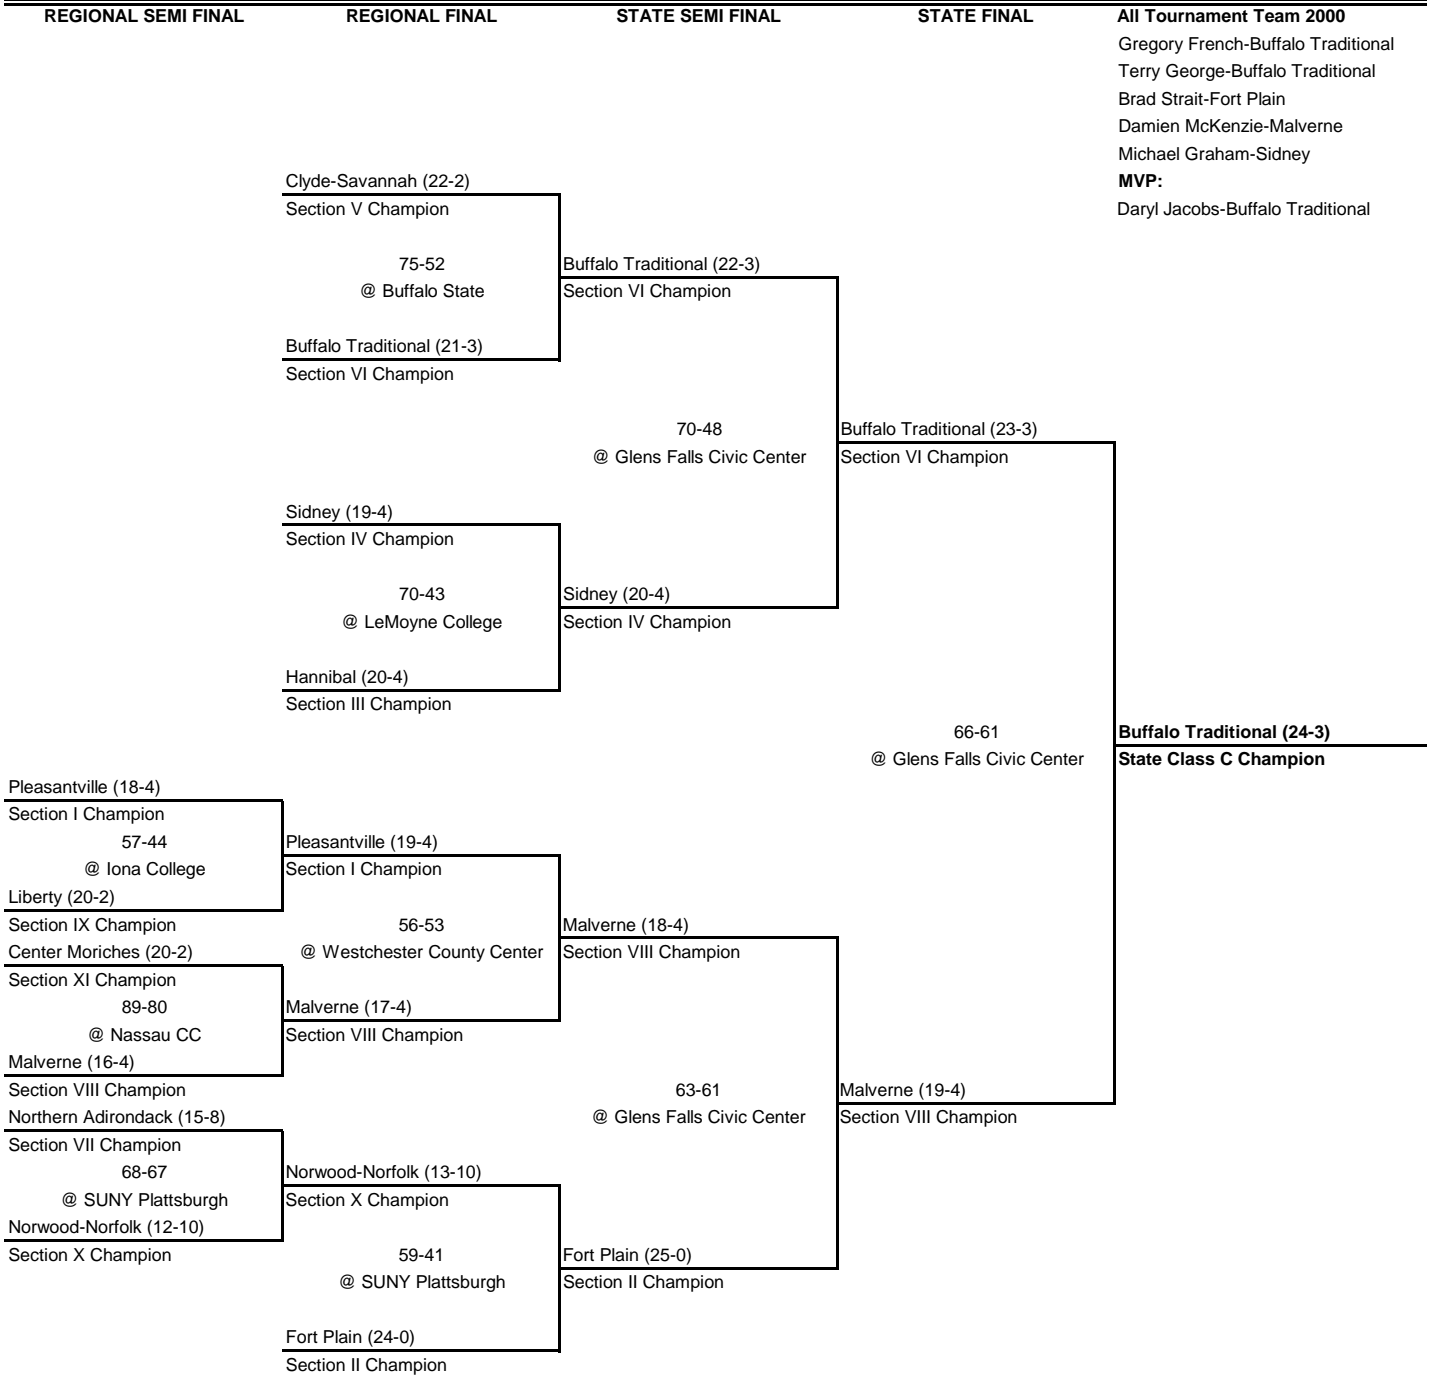 REGIONAL SEMI FINAL REGIONAL FINAL STATE SEMI FINAL STATE FINAL All Tournament Team 2000
Gregory French-Buffalo Traditional
Terry George-Buffalo Traditional
Brad Strait-Fort Plain
Damien McKenzie-Malverne
Michael Graham-Sidney
Clyde-Savannah (22-2) MVP:
Section V Champion Daryl Jacobs-Buffalo Traditional
75-52 Buffalo Traditional (22-3)
@ Buffalo State Section VI Champion
Buffalo Traditional (21-3)
Section VI Champion
70-48 Buffalo Traditional (23-3)
@ Glens Falls Civic Center Section VI Champion
Sidney (19-4)
Section IV Champion
70-43 Sidney (20-4)
@ LeMoyne College Section IV Champion
Hannibal (20-4)
Section III Champion
66-61 Buffalo Traditional (24-3)
@ Glens Falls Civic Center State Class C Champion
Pleasantville (18-4)
Section I Champion
57-44 Pleasantville (19-4)
@ Iona College Section I Champion
Liberty (20-2)
Section IX Champion 56-53 Malverne (18-4)
Center Moriches (20-2) @ Westchester County Center Section VIII Champion
Section XI Champion
89-80 Malverne (17-4)
@ Nassau CC Section VIII Champion
Malverne (16-4)
Section VIII Champion 63-61 Malverne (19-4)
Northern Adirondack (15-8) @ Glens Falls Civic Center Section VIII Champion
Section VII Champion
68-67 Norwood-Norfolk (13-10)
@ SUNY Plattsburgh Section X Champion
Norwood-Norfolk (12-10)
Section X Champion 59-41 Fort Plain (25-0)
@ SUNY Plattsburgh Section II Champion
Fort Plain (24-0)
Section II Champion